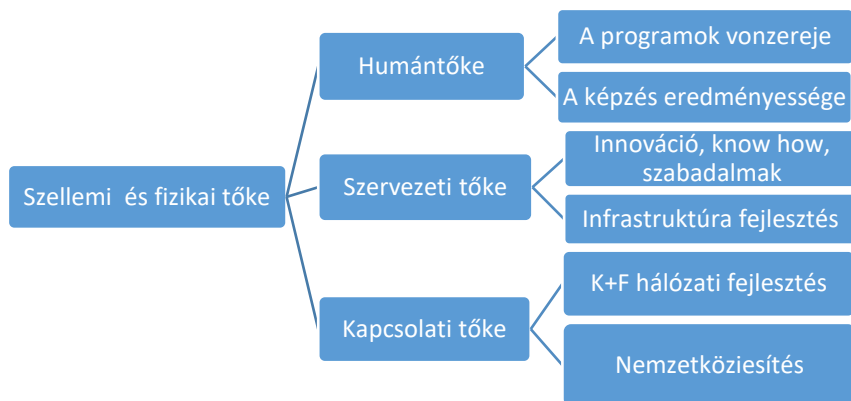 Szellemi és fizikai tőke
Humántőke
A programok vonzereje
A képzés eredményessége
Szervezeti tőke
Innováció, know how,
szabadalmak
Infrastruktúra fejlesztés
Kapcsolati tőke
K+F hálózati fejlesztés
Nemzetköziesítés